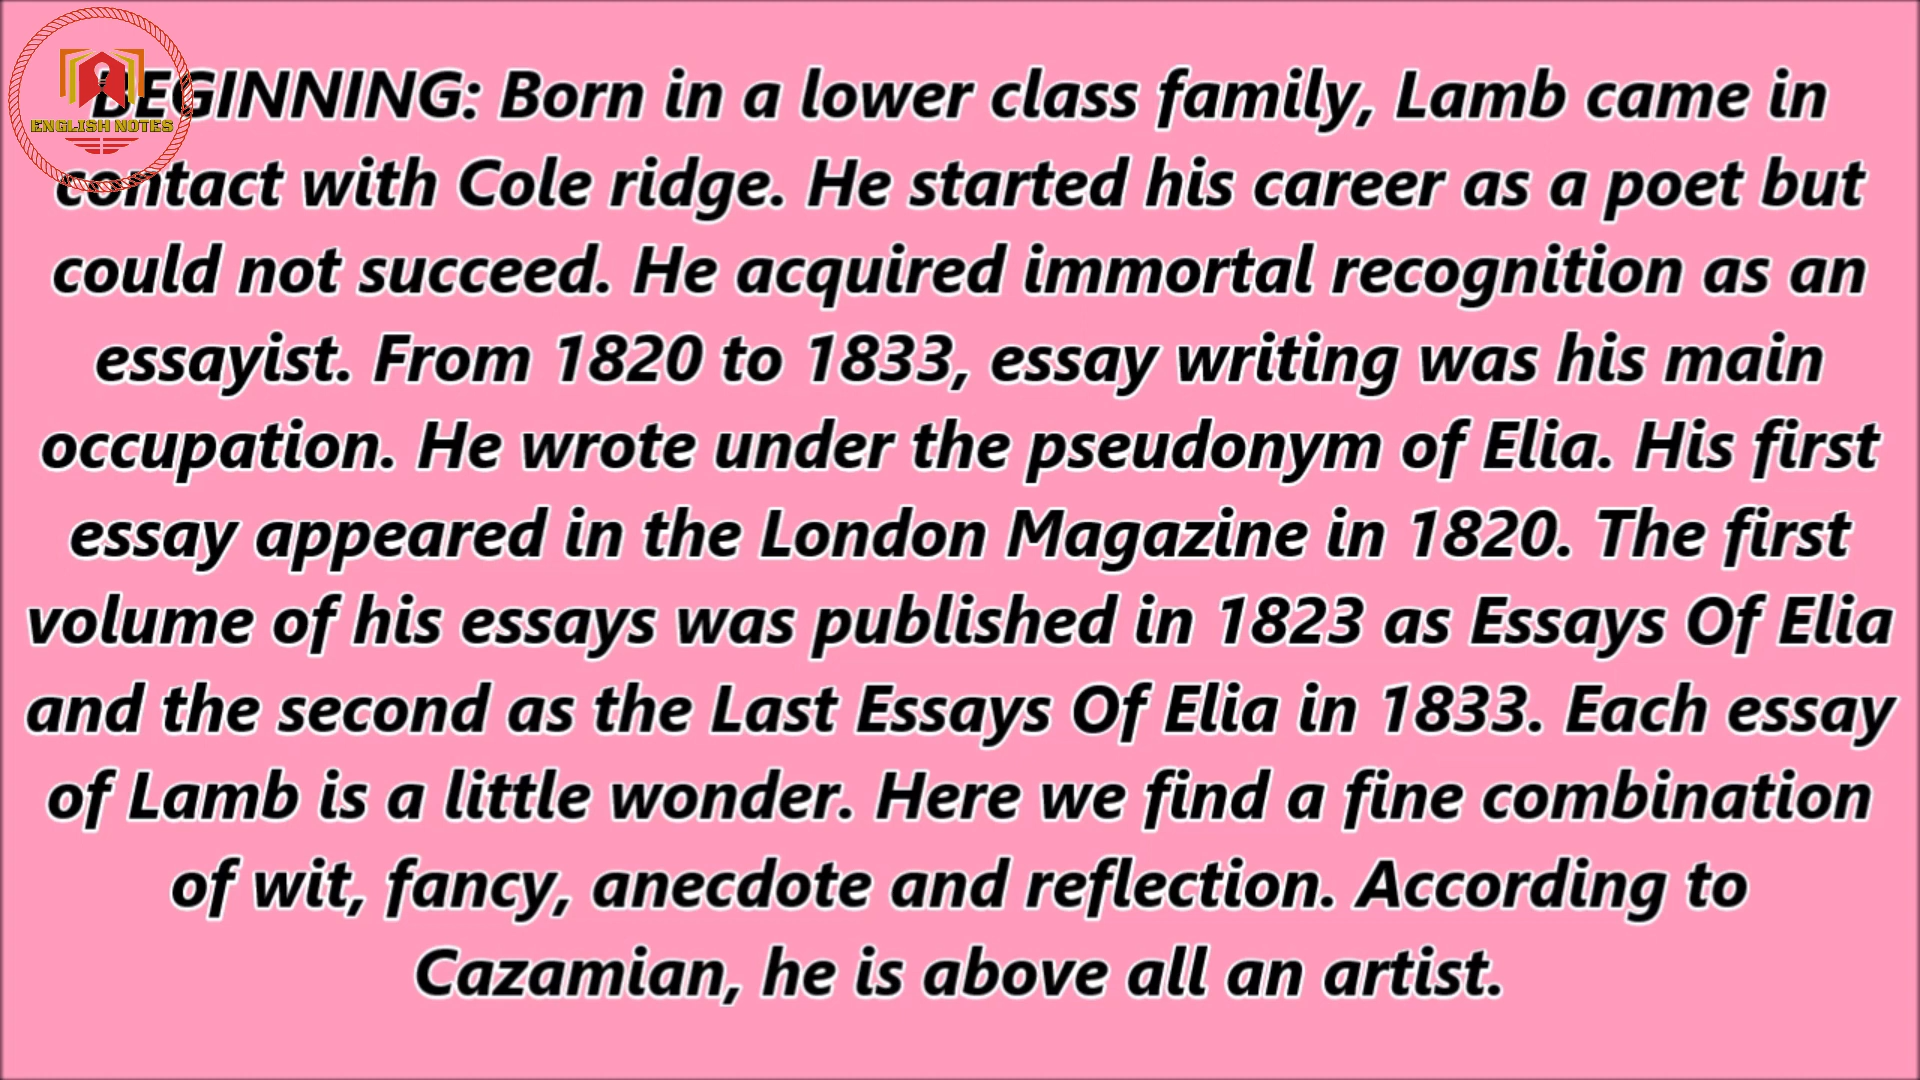 ENGLISH NOTES
BEGINNING: Born in a lower class family, Lamb came in
contact with Cole ridge. He started his career as a poet but
could not succeed. He acquired immortal recognition as an
essayist. From 1820 to 1833, essay writing was his main
occupation. He wrote under the pseudonym of Elia. His first
essay appeared in the London Magazine in 1820. The first
volume of his essays was published in 1823 as Essays Of Elia
and the second as the Last Essays Of Elia in 1833. Each essay
of Lamb is a little wonder. Here we find a fine combination
of wit, fancy, anecdote and reflection. According to
Cazamian, he is above all an artist.